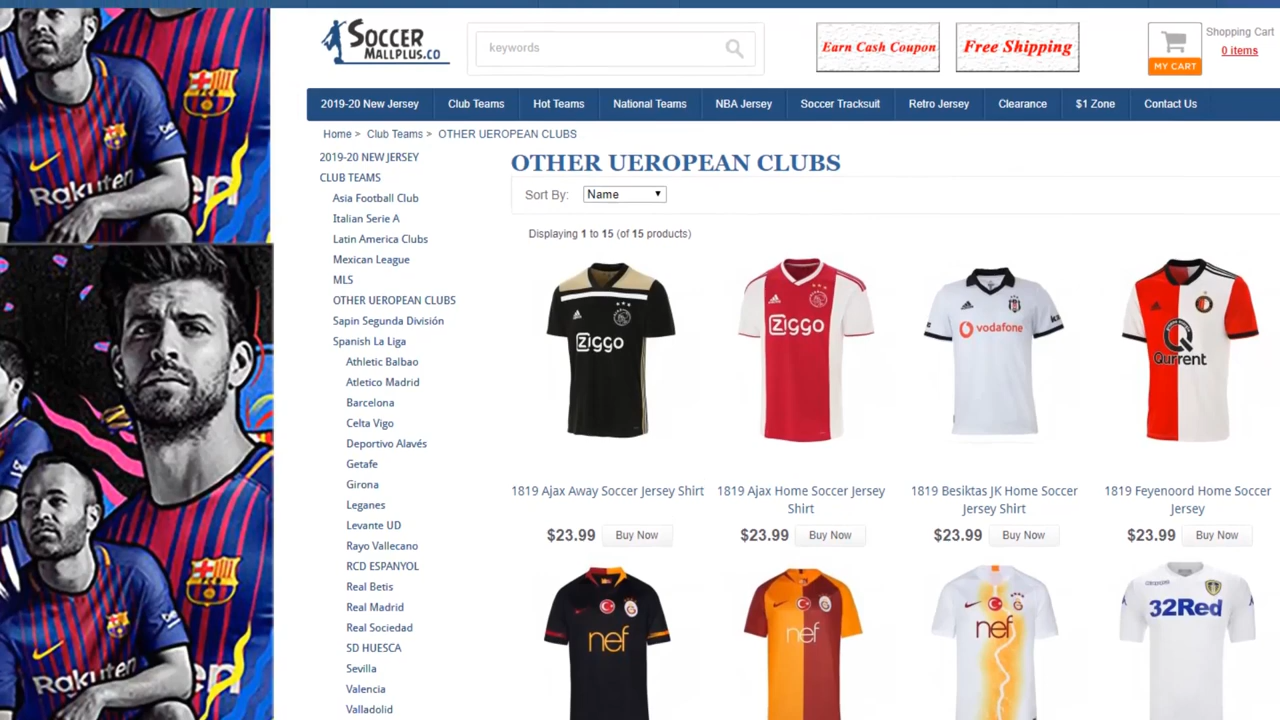 SOCCER
MALLPLUS.CO
keywords
Earn Cash Coupon
Free Shipping
MY CART
Shopping Cart
0 items
2019-20 New Jersey
Club Teams
Hot Teams
National Teams
NBA Jersey
Soccer Tracksuit
Retro Jersey
Clearance
$1 Zone
Contact Us
Home > Club Teams > OTHER UEROPEAN CLUBS
2019-20 NEW JERSEY
CLUB TEAMS
Asia Football Club
Italian Serie A
Latin America Clubs
Mexican League
MLS
OTHER UEROPEAN CLUBS
Sapin Segunda División
Spanish La Liga
Athletic Balbao
Atletico Madrid
Barcelona
Celta Vigo
Deportivo Alavés
Getafe
Girona
Leganes
Levante UD
Rayo Vallecano
RCD ESPANYOL
Real Betis
Real Madrid
Real Sociedad
SD HUESCA
Sevilla
Valencia
Valladolid
OTHER UEROPEAN CLUBS
Sort By: Name
Displaying 1 to 15 (of 15 products)
Ziggo
Ziggo
vodafone
Qurrent
1819 Ajax Away Soccer Jersey Shirt
$23.99 Buy Now
1819 Ajax Home Soccer Jersey
Shirt
$23.99 Buy Now
1819 Besiktas JK Home Soccer
Jersey Shirt
$23.99 Buy Now
1819 Feyenoord Home Soccer
Jersey
$23.99 Buy Now
nef
nef
nef
32Red
Rakuten
Rakuten